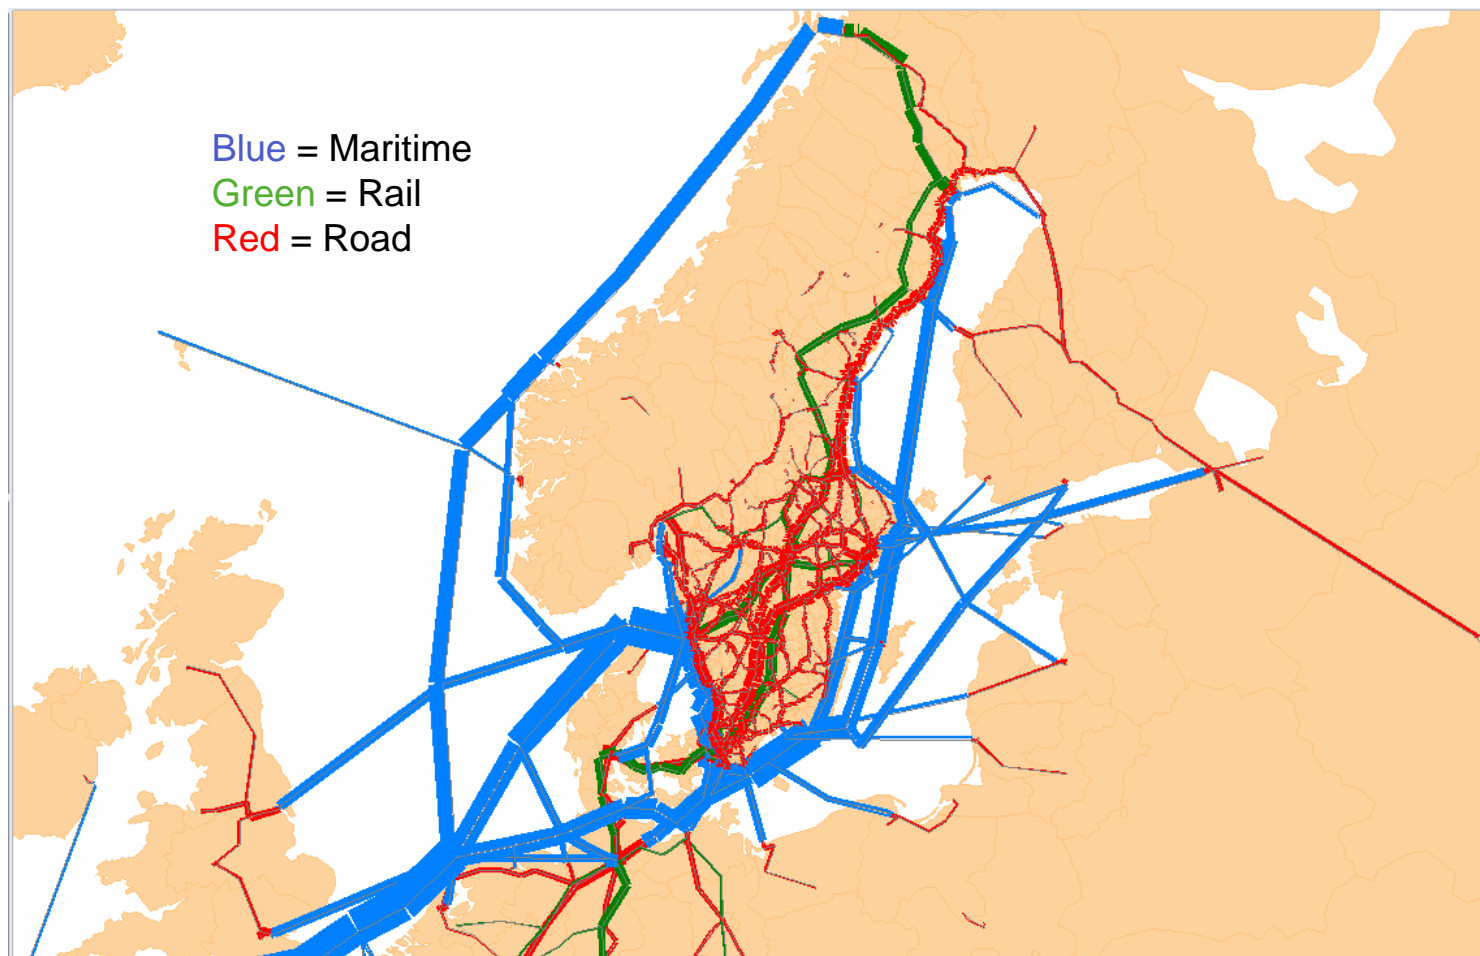 Blue = Maritime
Green = Rail
Red = Road